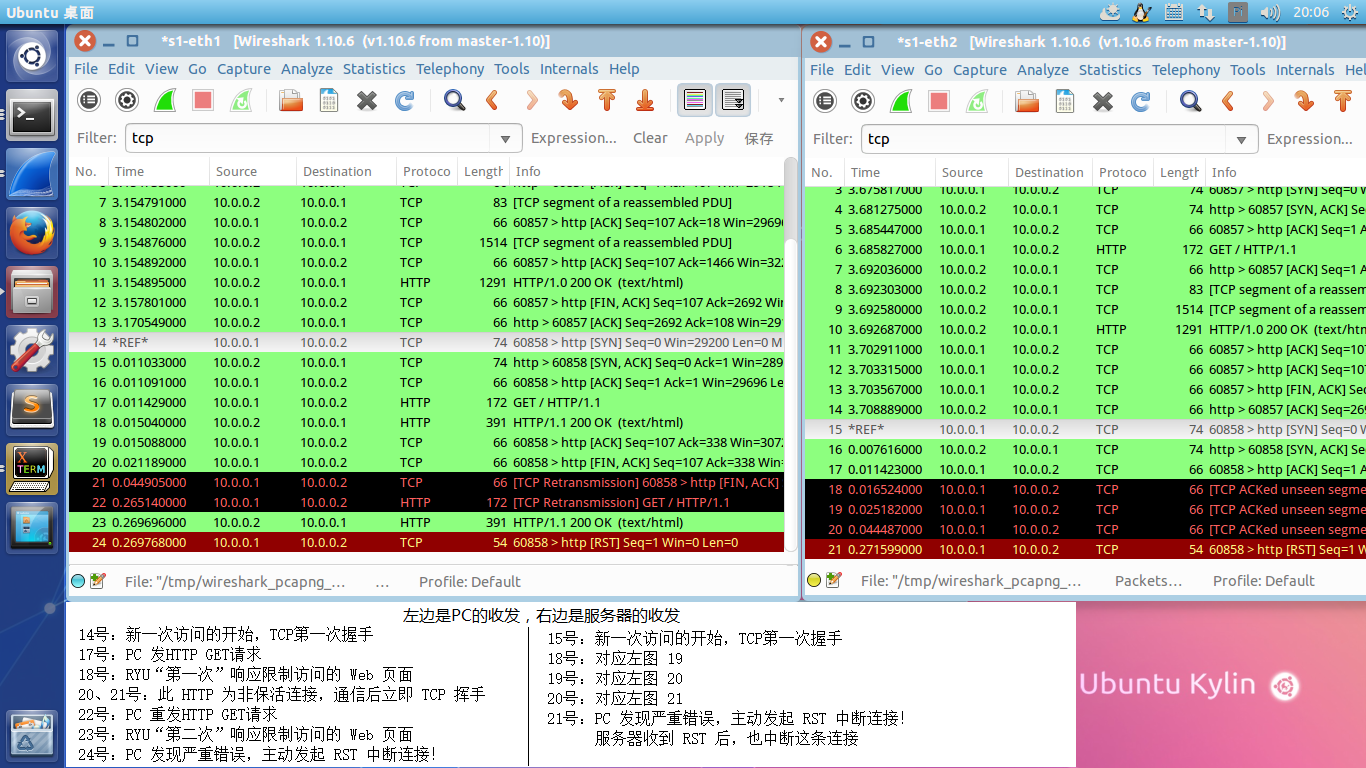 Ubuntu 桌面
20:06
*s1-eth1 [Wireshark 1.10.6 (v1.10.6 from master-1.10)]
File Edit View Go Capture Analyze Statistics Telephony Tools Internals Help
Filter: tcp Expression... Clear Apply 保存
No. Time Source Destination Protoco Length Info
7 3.154791000 10.0.0.2 10.0.0.1 TCP 83 [TCP segment of a reassembled PDU]
8 3.154802000 10.0.0.1 10.0.0.2 TCP 66 60857 > http [ACK] Seq=107 Ack=18 Win=29696
9 3.154876000 10.0.0.2 10.0.0.1 TCP 1514 [TCP segment of a reassembled PDU]
10 3.154892000 10.0.0.1 10.0.0.2 TCP 66 60857 > http [ACK] Seq=107 Ack=1466 Win=322
11 3.154895000 10.0.0.2 10.0.0.1 HTTP 1291 HTTP/1.0 200 OK (text/html)
12 3.157801000 10.0.0.1 10.0.0.2 TCP 66 60857 > http [FIN, ACK] Seq=107 Ack=2692 Win
13 3.170549000 10.0.0.2 10.0.0.1 TCP 66 http > 60857 [ACK] Seq=2692 Ack=108 Win=291
14 *REF* 10.0.0.1 10.0.0.2 TCP 74 60858 > http [SYN] Seq=0 Win=29200 Len=0 M
15 0.011033000 10.0.0.2 10.0.0.1 TCP 74 http > 60858 [SYN, ACK] Seq=0 Ack=1 Win=289
16 0.011091000 10.0.0.1 10.0.0.2 TCP 66 60858 > http [ACK] Seq=1 Ack=1 Win=29696 Le
17 0.011429000 10.0.0.1 10.0.0.2 HTTP 172 GET / HTTP/1.1
18 0.015040000 10.0.0.2 10.0.0.1 HTTP 391 HTTP/1.1 200 OK (text/html)
19 0.015088000 10.0.0.1 10.0.0.2 TCP 66 60858 > http [ACK] Seq=107 Ack=338 Win=3072
20 0.021189000 10.0.0.1 10.0.0.2 TCP 66 60858 > http [FIN, ACK] Seq=107 Ack=338 Win=
21 0.044905000 10.0.0.1 10.0.0.2 TCP 66 [TCP Retransmission] 60858 > http [FIN, ACK]
22 0.265140000 10.0.0.1 10.0.0.2 HTTP 172 [TCP Retransmission] GET / HTTP/1.1
23 0.269696000 10.0.0.2 10.0.0.1 HTTP 391 HTTP/1.1 200 OK (text/html)
24 0.269768000 10.0.0.1 10.0.0.2 TCP 54 60858 > http [RST] Seq=1 Win=0 Len=0
File: "/tmp/wireshark_pcapng_... ... Profile: Default
*s1-eth2 [Wireshark 1.10.6 (v1.10.6 from master-1.10)]
File Edit View Go Capture Analyze Statistics Telephony Tools Internals Hel
Filter: tcp Expression...
No. Time Source Destination Protoco Length Info
3 3.675817000 10.0.0.1 10.0.0.2 TCP 74 60857 > http [SYN] Seq=0 W
4 3.681275000 10.0.0.2 10.0.0.1 TCP 74 http > 60857 [SYN, ACK] Se
5 3.685447000 10.0.0.1 10.0.0.2 TCP 66 60857 > http [ACK] Seq=1 A
6 3.685827000 10.0.0.1 10.0.0.2 HTTP 172 GET / HTTP/1.1
7 3.692036000 10.0.0.2 10.0.0.1 TCP 66 http > 60857 [ACK] Seq=1 A
8 3.692303000 10.0.0.2 10.0.0.1 TCP 83 [TCP segment of a reassem
9 3.692580000 10.0.0.2 10.0.0.1 TCP 1514 [TCP segment of a reassem
10 3.692687000 10.0.0.2 10.0.0.1 HTTP 1291 HTTP/1.0 200 OK (text/htm
11 3.702911000 10.0.0.1 10.0.0.2 TCP 66 60857 > http [ACK] Seq=107
12 3.703315000 10.0.0.1 10.0.0.2 TCP 66 60857 > http [ACK] Seq=107
13 3.703567000 10.0.0.1 10.0.0.2 TCP 66 60857 > http [FIN, ACK] Se
14 3.708889000 10.0.0.2 10.0.0.1 TCP 66 http > 60857 [ACK] Seq=269
15 *REF* 10.0.0.1 10.0.0.2 TCP 74 60858 > http [SYN] Seq=0 W
16 0.007616000 10.0.0.2 10.0.0.1 TCP 74 http > 60858 [SYN, ACK] Se
17 0.011423000 10.0.0.1 10.0.0.2 TCP 66 60858 > http [ACK] Seq=1 A
18 0.016524000 10.0.0.1 10.0.0.2 TCP 66 [TCP ACKed unseen segme
19 0.025182000 10.0.0.1 10.0.0.2 TCP 66 [TCP ACKed unseen segme
20 0.044487000 10.0.0.1 10.0.0.2 TCP 66 [TCP ACKed unseen segme
21 0.271599000 10.0.0.1 10.0.0.2 TCP 54 60858 > http [RST] Seq=1 W
File: "/tmp/wireshark_pcapng_... Packets... Profile: Default
左边是PC的收发，右边是服务器的收发
14号：新一次访问的开始，TCP第一次握手
17号：PC 发HTTP GET请求
18号：RYU“第一次”响应限制访问的 Web 页面
20、21号：此 HTTP 为非保活连接，通信后立即 TCP 挥手
22号：PC 重发HTTP GET请求
23号：RYU“第二次”响应限制访问的 Web 页面
24号：PC 发现严重错误，主动发起 RST 中断连接！
15号：新一次访问的开始，TCP第一次握手
18号：对应左图 19
19号：对应左图 20
20号：对应左图 21
21号：PC 发现严重错误，主动发起 RST 中断连接！
服务器收到 RST 后，也中断这条连接
Ubuntu Kylin